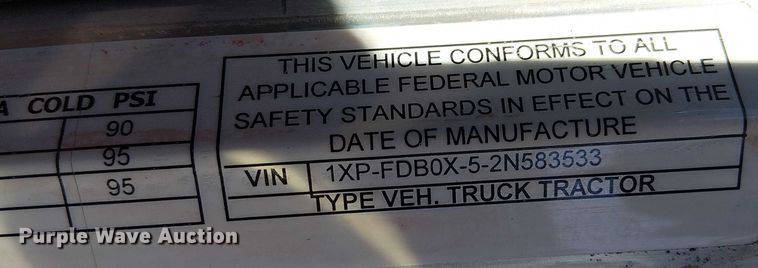 THIS VEHICLE CONFORMS TO ALL
APPLICABLE FEDERAL MOTOR VEHICLE
SAFETY STANDARDS IN EFFECT ON THE
DATE OF MANUFACTURE
VIN 1XP-FDB0X-5-2N583533
TYPE VEH. TRUCK TRACTOR
A COLD PSI
90
95
95
Purple Wave Auction